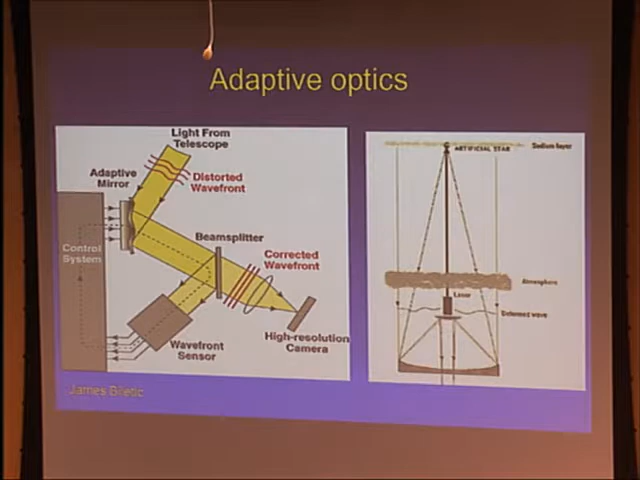 Adaptive optics
Light From
Telescope
Adaptive
Mirror
Distorted
Wavefront
Beamsplitter
Control
System
Corrected
Wavefront
Wavefront
Sensor
High-resolution
Camera
ARTIFICIAL STAR
Sodium layer
Atmosphere
Laser
Deformed wave
James